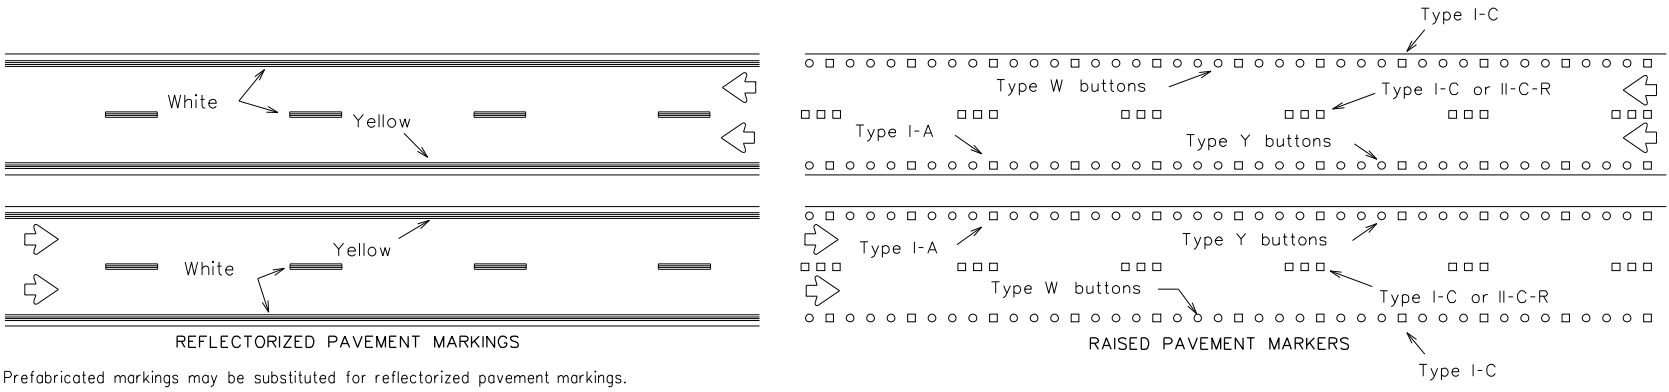 White
Yellow
Yellow
White
REFLECTORIZED PAVEMENT MARKINGS
Prefabricated markings may be substituted for reflectorized pavement markings.
Type I-C
Type W buttons
Type I-C or II-C-R
Type I-A
Type Y buttons
Type I-A
Type Y buttons
Type W buttons
Type I-C or II-C-R
RAISED PAVEMENT MARKERS
Type I-C